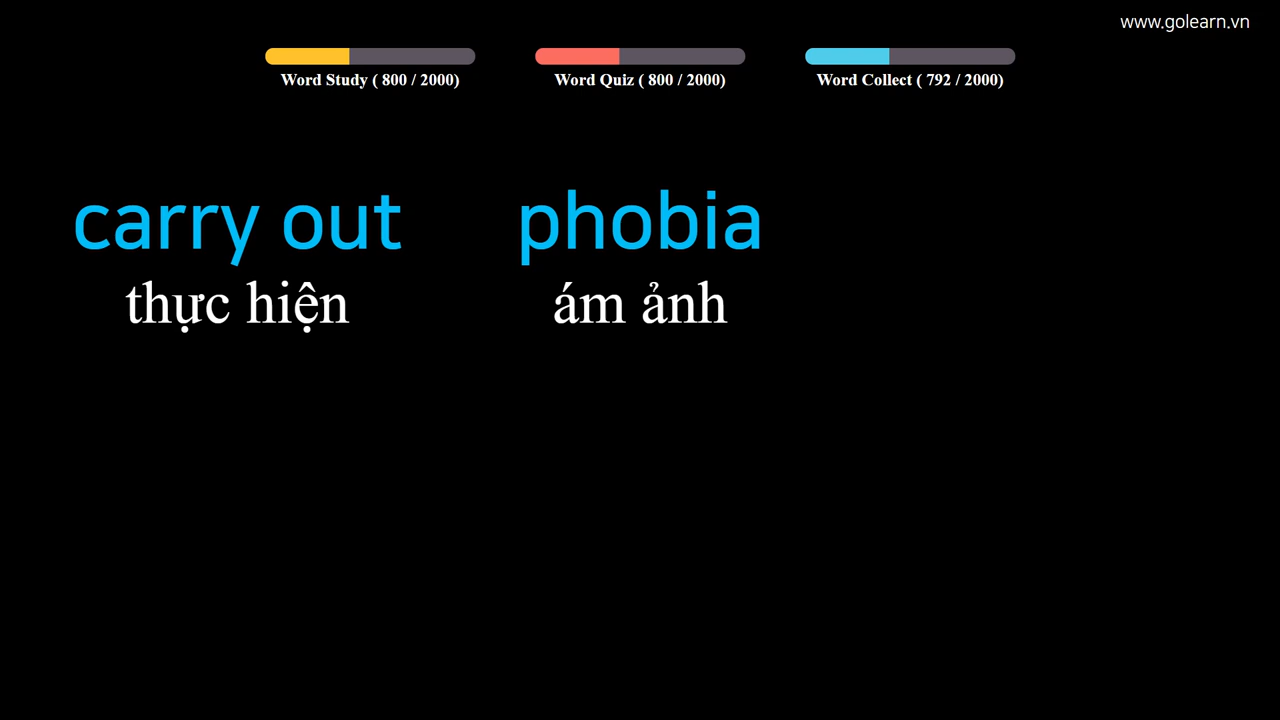 www.golearn.vn
Word Study ( 800 / 2000)
Word Quiz ( 800 / 2000)
Word Collect ( 792 / 2000)
carry out
thực hiện
phobia
ám ảnh